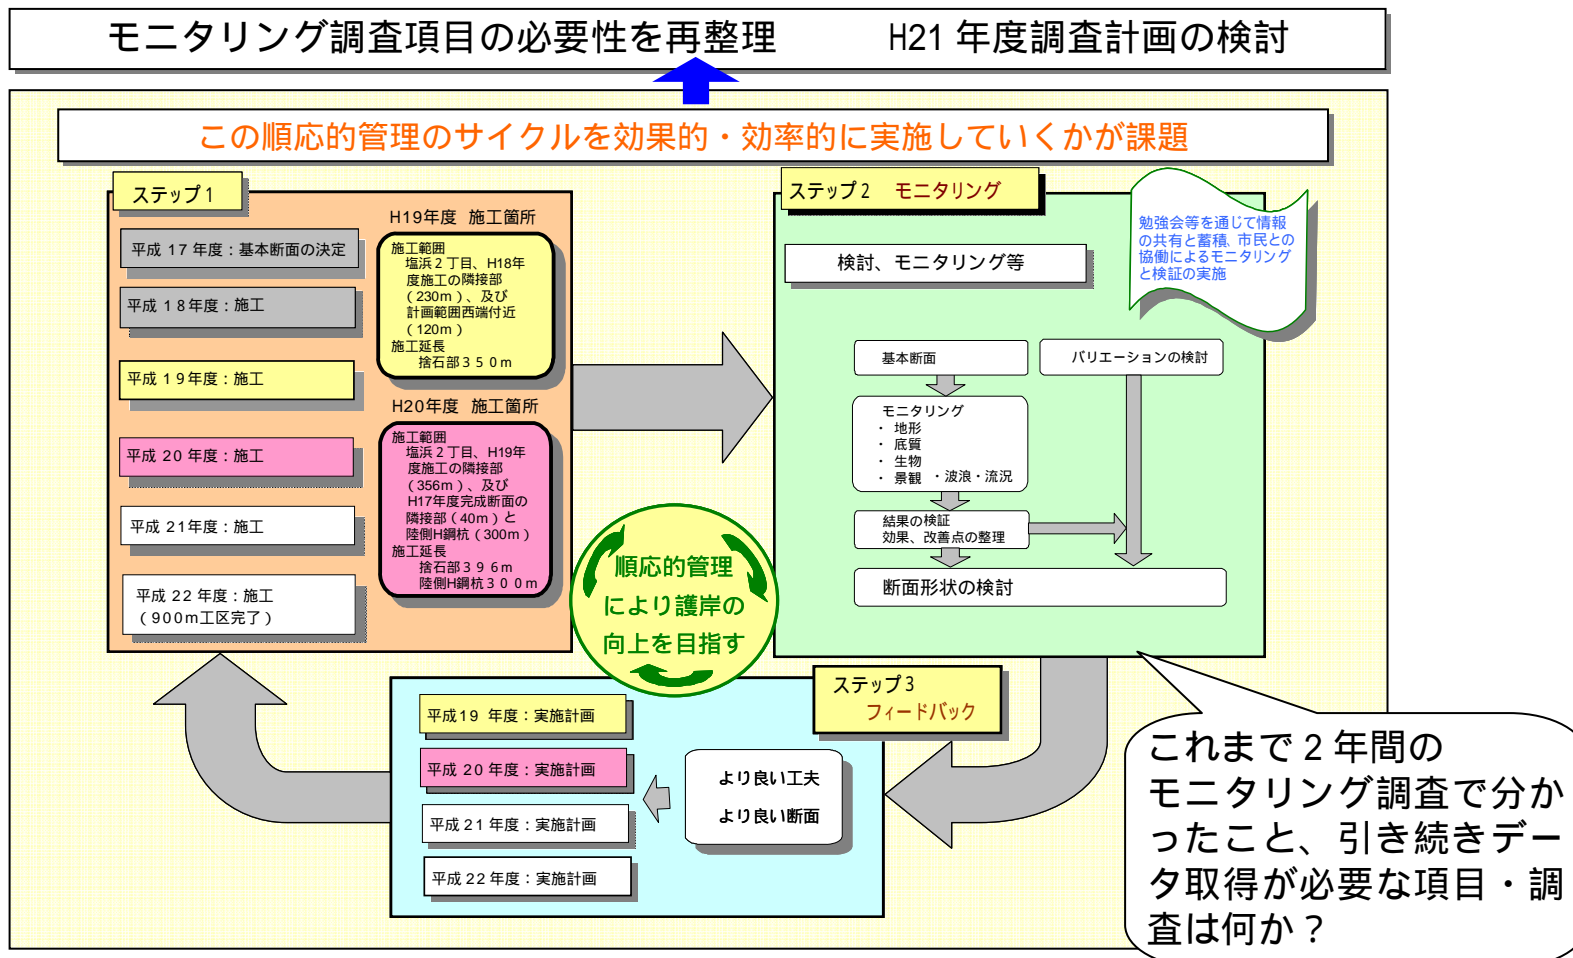 モニタリング調査項目の必要性を再整理　　　H21 年度調査計画の検討
この順応的管理のサイクルを効果的・効率的に実施していくかが課題
ステップ1
平成 17 年度：基本断面の決定
平成 18年度：施工
平成 19年度：施工
平成 20 年度：施工
平成 21年度：施工
平成 22 年度：施工
（900m工区完了）
H19年度 施工箇所
施工範囲
塩浜２丁目、H18年
度施工の隣接部
（230m）、及び
計画範囲西端付近
（120m）
施工延長
捨石部３５０m
H20年度 施工箇所
施工範囲
塩浜２丁目、H19年
度施工の隣接部
（356m）、及び
H17年度完成断面の
隣接部（40m）と
陸側H鋼杭（300m）
施工延長
捨石部３９６m
陸側H鋼杭３００m
ステップ2　モニタリング
検討、モニタリング等
勉強会等を通じて情報
の共有と蓄積、市民との
協働によるモニタリング
と検証の実施
基本断面
バリエーションの検討
モニタリング
・ 地形
・ 底質
・ 生物
・ 景観　・波浪・流況
結果の検証
効果、改善点の整理
断面形状の検討
順応的管理
により護岸の
向上を目指す
ステップ3
フィードバック
平成19 年度：実施計画
平成 20 年度：実施計画
平成 21 年度：実施計画
平成 22 年度：実施計画
より良い工夫
より良い断面
これまで２年間の
モニタリング調査で分か
ったこと、引き続きデー
タ取得が必要な項目・調
査は何か？